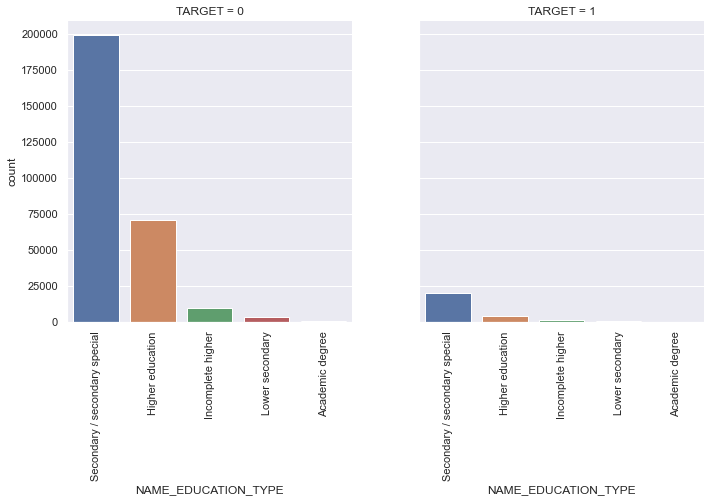 TARGET = 0
TARGET = 1
200000
175000
150000
125000
100000
75000
50000
25000
0
count
Secondary / secondary special
Higher education
Incomplete higher
Lower secondary
Academic degree
NAME_EDUCATION_TYPE
Secondary / secondary special
Higher education
Incomplete higher
Lower secondary
Academic degree
NAME_EDUCATION_TYPE